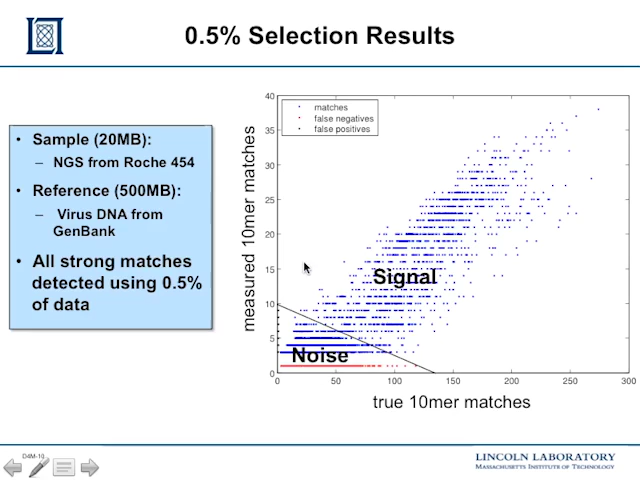 0.5% Selection Results
• Sample (20MB):
– NGS from Roche 454
• Reference (500MB):
– Virus DNA from
GenBank
• All strong matches
detected using 0.5%
of data
measured 10mer matches
40
35
30
25
20
15
10
5
0
matches
false negatives
false positives
Signal
Noise
0 50 100 150 200 250 300
true 10mer matches
D4M-10
LINCOLN LABORATORY
MASSACHUSETTS INSTITUTE OF TECHNOLOGY